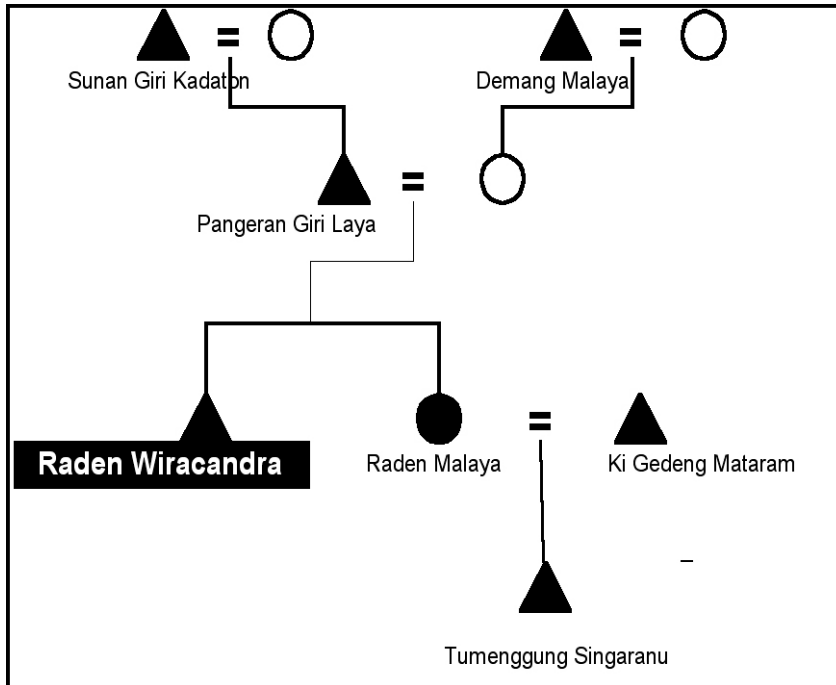 Sunan Giri Kadaton
Demang Malaya
Pangeran Giri Laya
Raden Wiracandra
Raden Malaya
Ki Gedeng Mataram
Tumenggung Singaranu